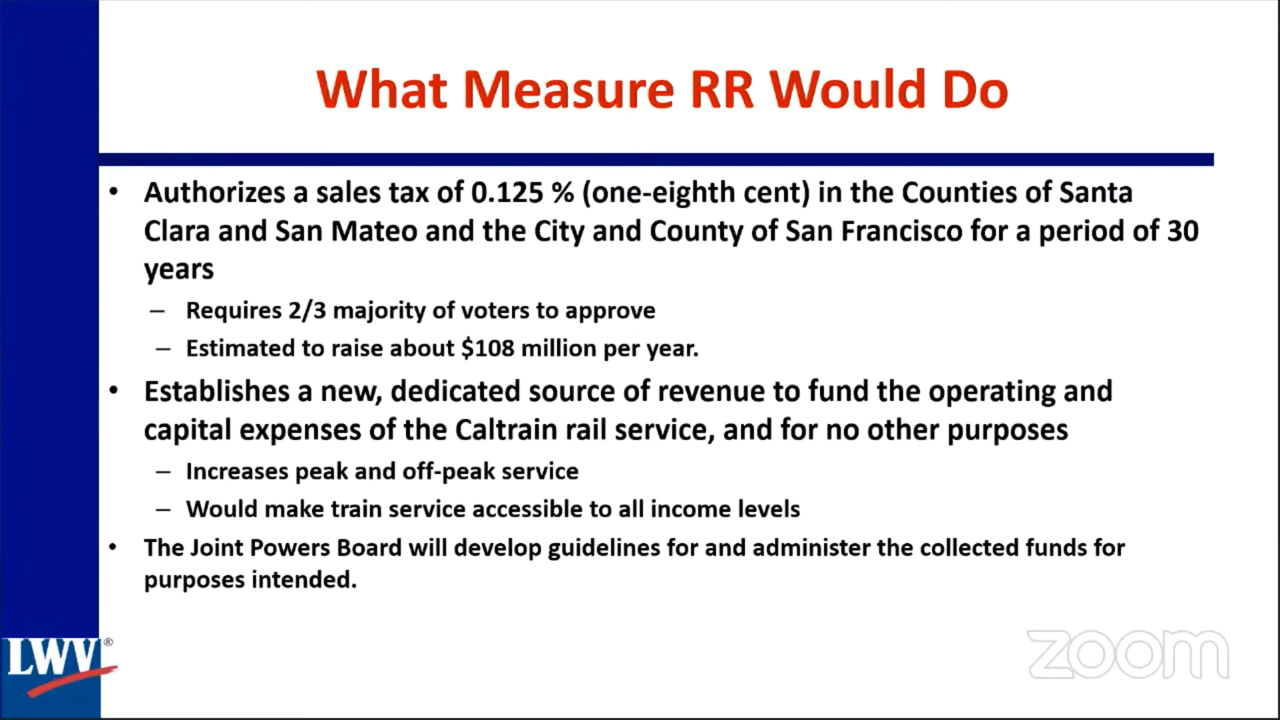 What Measure RR Would Do
• Authorizes a sales tax of 0.125 % (one-eighth cent) in the Counties of Santa
Clara and San Mateo and the City and County of San Francisco for a period of 30
years
– Requires 2/3 majority of voters to approve
– Estimated to raise about $108 million per year.
• Establishes a new, dedicated source of revenue to fund the operating and
capital expenses of the Caltrain rail service, and for no other purposes
– Increases peak and off-peak service
– Would make train service accessible to all income levels
• The Joint Powers Board will develop guidelines for and administer the collected funds for
purposes intended.
LWV®
zoom